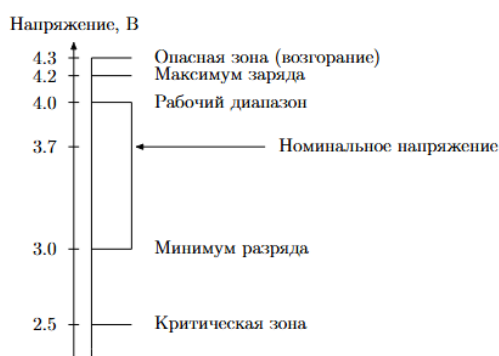 Напряжение, В
4.3 Опасная зона (возгорание)
4.2 Максимум заряда
4.0 Рабочий диапазон
3.7 Номинальное напряжение
3.0 Минимум разряда
2.5 Критическая зона